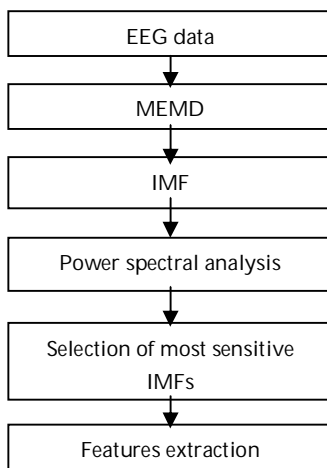 EEG data
MEMD
IMF
Power spectral analysis
Selection of most sensitive
IMFs
Features extraction